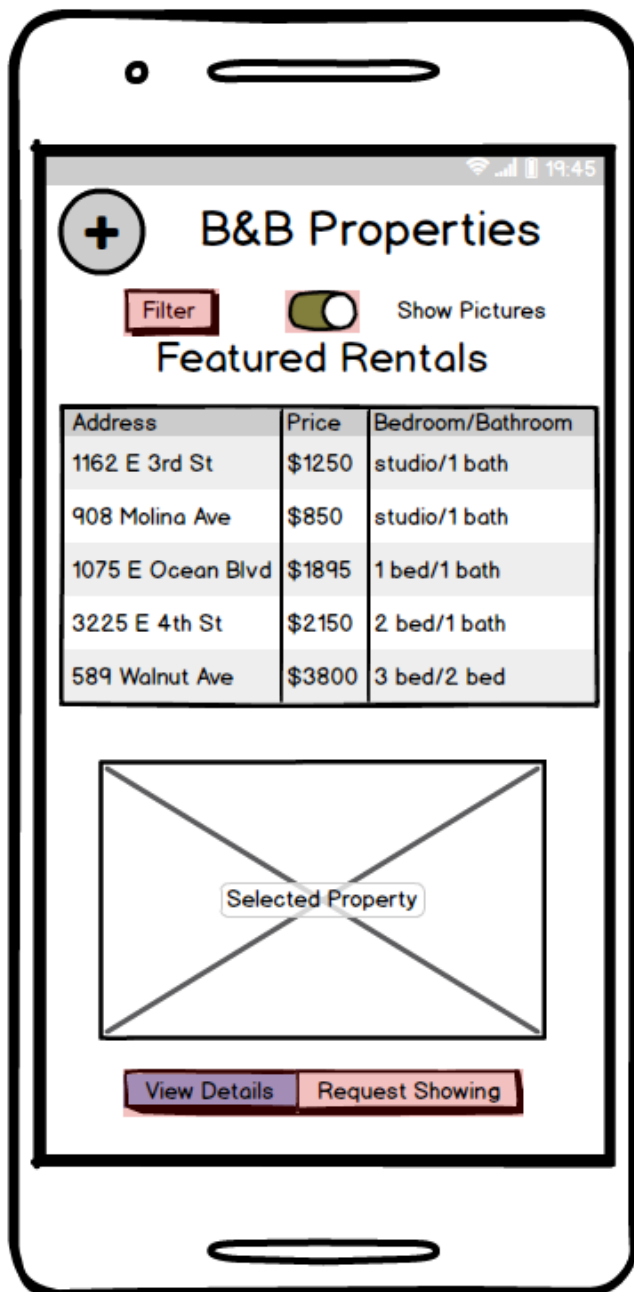 19:45
+ B&B Properties
Filter Show Pictures
Featured Rentals
Address Price Bedroom/Bathroom
1162 E 3rd St $1250 studio/1 bath
908 Molina Ave $850 studio/1 bath
1075 E Ocean Blvd $1895 1 bed/1 bath
3225 E 4th St $2150 2 bed/1 bath
589 Walnut Ave $3800 3 bed/2 bed
Selected Property
View Details Request Showing